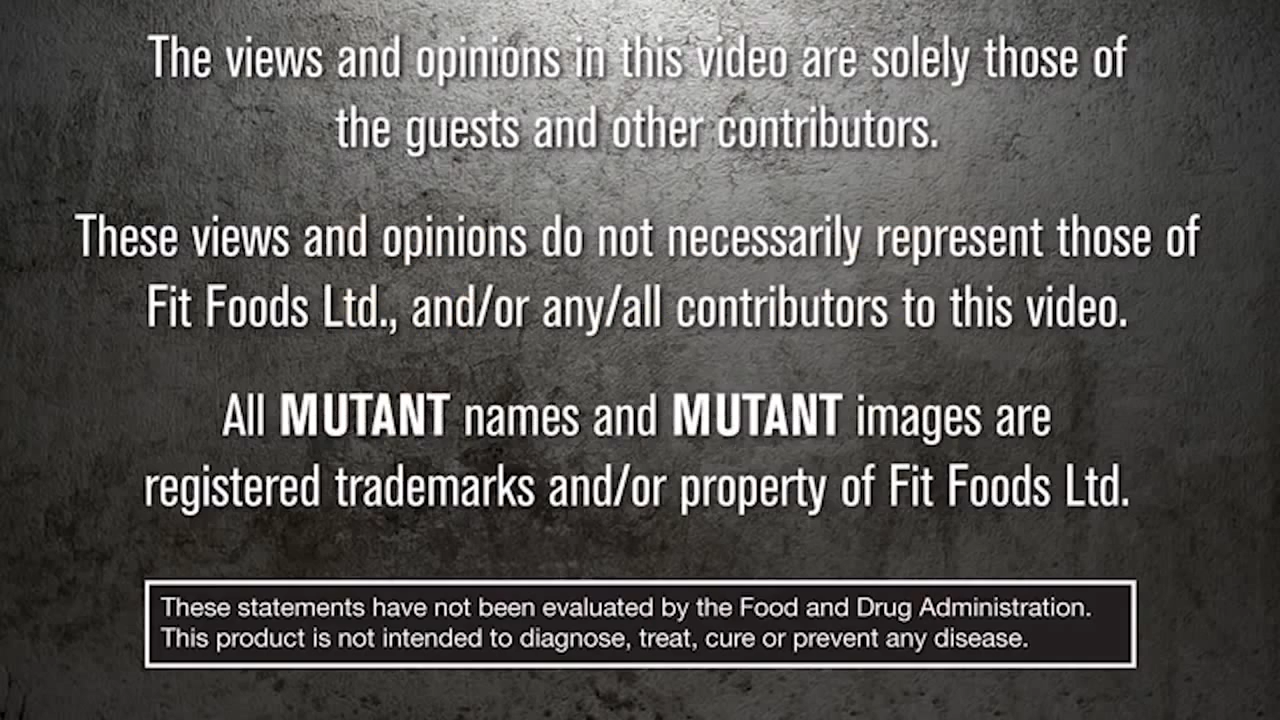 The views and opinions in this video are solely those of
the guests and other contributors.
These views and opinions do not necessarily represent those of
Fit Foods Ltd., and/or any/all contributors to this video.
All MUTANT names and MUTANT images are
registered trademarks and/or property of Fit Foods Ltd.
These statements have not been evaluated by the Food and Drug Administration.
This product is not intended to diagnose, treat, cure or prevent any disease.